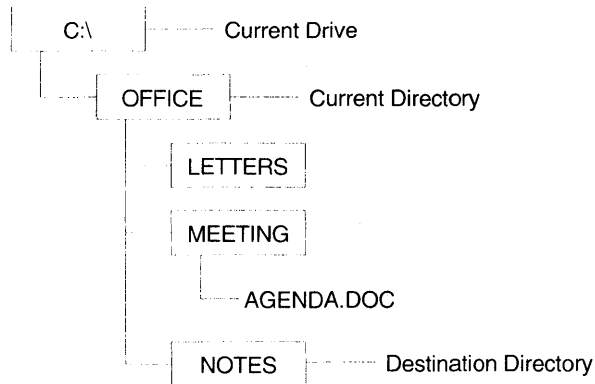 C:\ Current Drive
OFFICE Current Directory
LETTERS
MEETING
AGENDA.DOC
NOTES Destination Directory